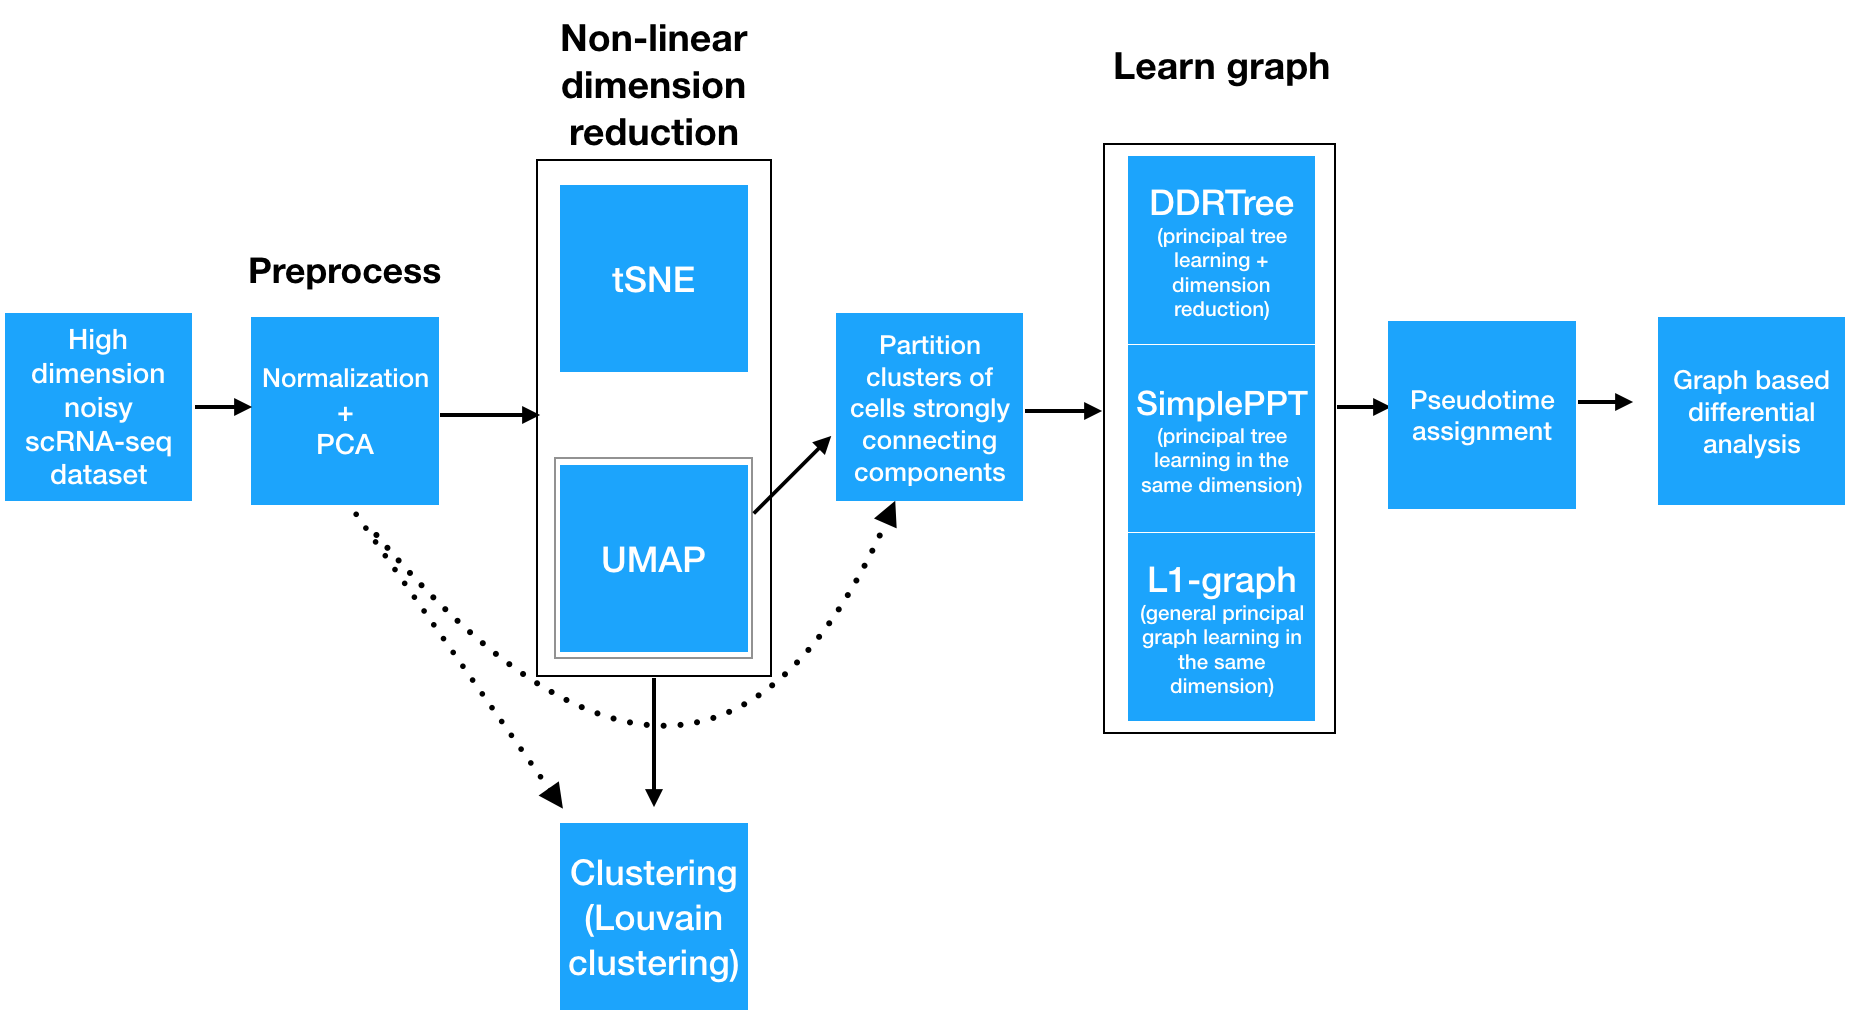 Non-linear
dimension
reduction
Learn graph
Preprocess
High
dimension
noisy
scRNA-seq
dataset
Normalization
+
PCA
tSNE
UMAP
Partition
clusters of
cells strongly
connecting
components
DDRTree
(principal tree
learning +
dimension
reduction)
SimplePPT
(principal tree
learning in the
same dimension)
L1-graph
(general principal
graph learning in
the same
dimension)
Pseudotime
assignment
Graph based
differential
analysis
Clustering
(Louvain
clustering)